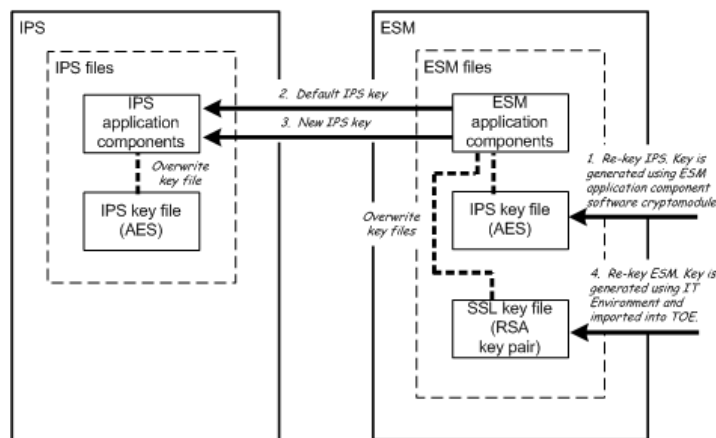 IPS
IPS files
IPS
application
components
Overwrite
key file
IPS key file
(AES)
2. Default IPS key
3. New IPS key
ESM
ESM files
ESM
application
components
Overwrite
key files
IPS key file
(AES)
SSL key file
(RSA
key pair)
1. Re-key IPS. Key is
generated using ESM
application component
software cryptomodule
4. Re-key ESM. Key is
generated using IT
Environment and
imported into TOE.